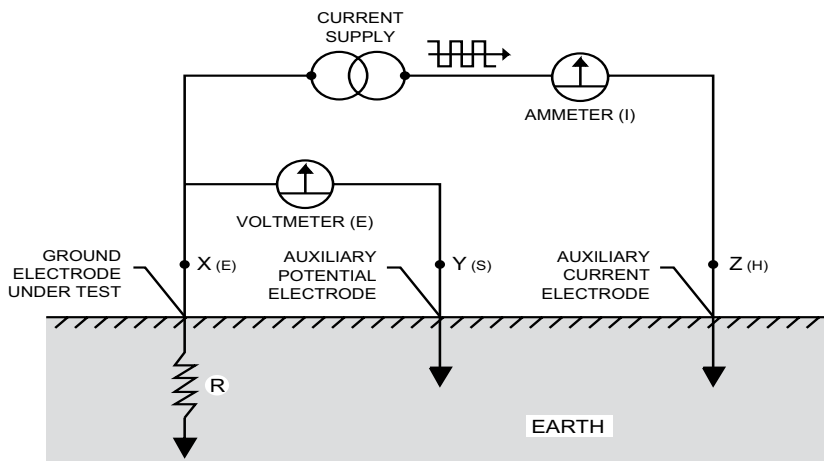 CURRENT
SUPPLY
AMMETER (I)
VOLTMETER (E)
GROUND
ELECTRODE
UNDER TEST
X (E)
AUXILIARY
POTENTIAL
ELECTRODE
Y (S)
AUXILIARY
CURRENT
ELECTRODE
Z (H)
R
EARTH